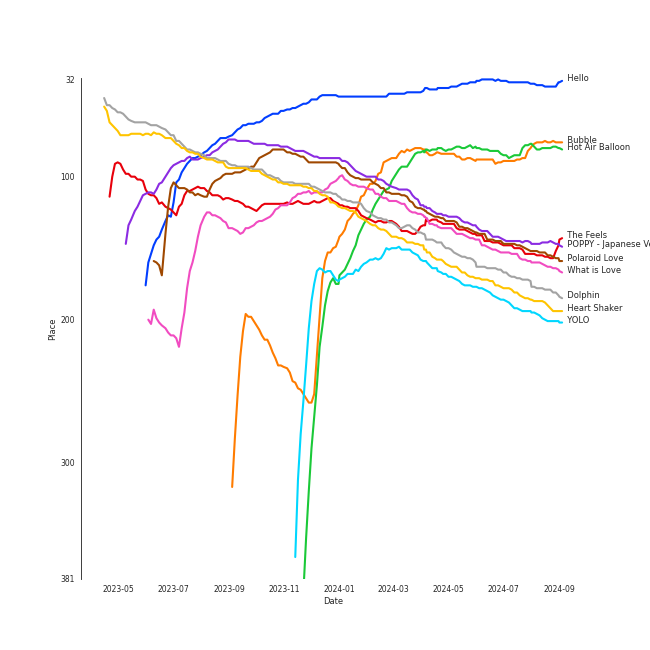 32
100
200
300
381
Place
2023-05
2023-07
2023-09
2023-11
2024-01
2024-03
2024-05
2024-07
2024-09
Date
Hello
Bubble
Hot Air Balloon
The Feels
POPPY - Japanese Ve
Polaroid Love
What is Love
Dolphin
Heart Shaker
YOLO